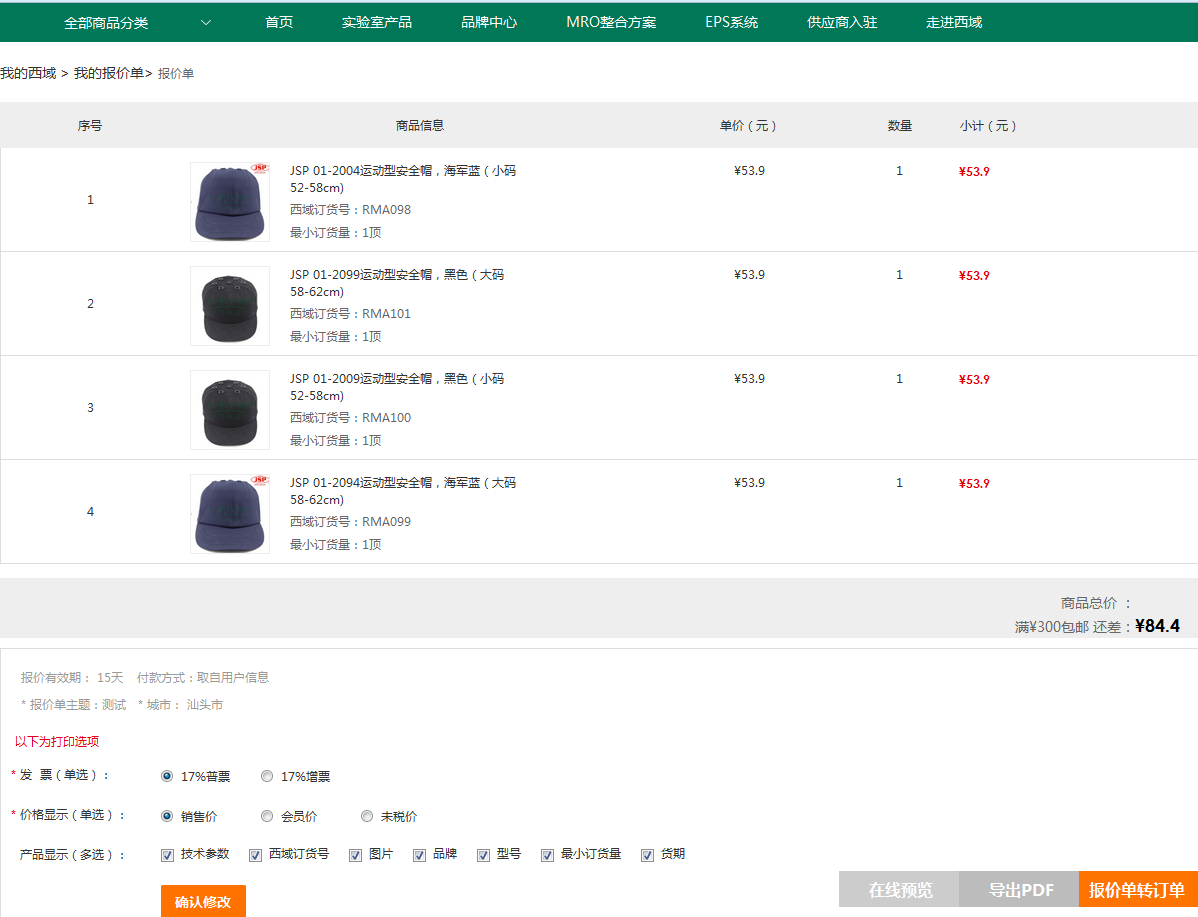 全部商品分类 首页 实验室产品 品牌中心 MRO整合方案 EPS系统 供应商入驻 走进西域
我的西域 > 我的报价单> 报价单
序号 商品信息 单价（元） 数量 小计（元）
JSP
JSP 01-2004运动型安全帽，海军蓝（小码 ¥53.9 1 ¥53.9
52-58cm)
1
西域订货号：RMA098
最小订货量：1顶
JSP 01-2099运动型安全帽，黑色（大码 ¥53.9 1 ¥53.9
58-62cm)
2
西域订货号：RMA101
最小订货量：1顶
JSP 01-2009运动型安全帽，黑色（小码 ¥53.9 1 ¥53.9
52-58cm)
3
西域订货号：RMA100
最小订货量：1顶
JSP
JSP 01-2094运动型安全帽，海军蓝（大码 ¥53.9 1 ¥53.9
58-62cm)
4
西域订货号：RMA099
最小订货量：1顶
商品总价 ：
满¥300包邮 还差：¥84.4
报价有效期： 15天 付款方式：取自用户信息
* 报价单主题：测试 * 城市： 汕头市
以下为打印选项
* 发 票（单选）： 17%普票 17%增票
* 价格显示（单选）： 销售价 会员价 未税价
产品显示（多选）： 技术参数 西域订货号 图片 品牌 型号 最小订货量 货期
在线预览 导出PDF 报价单转订单
确认修改